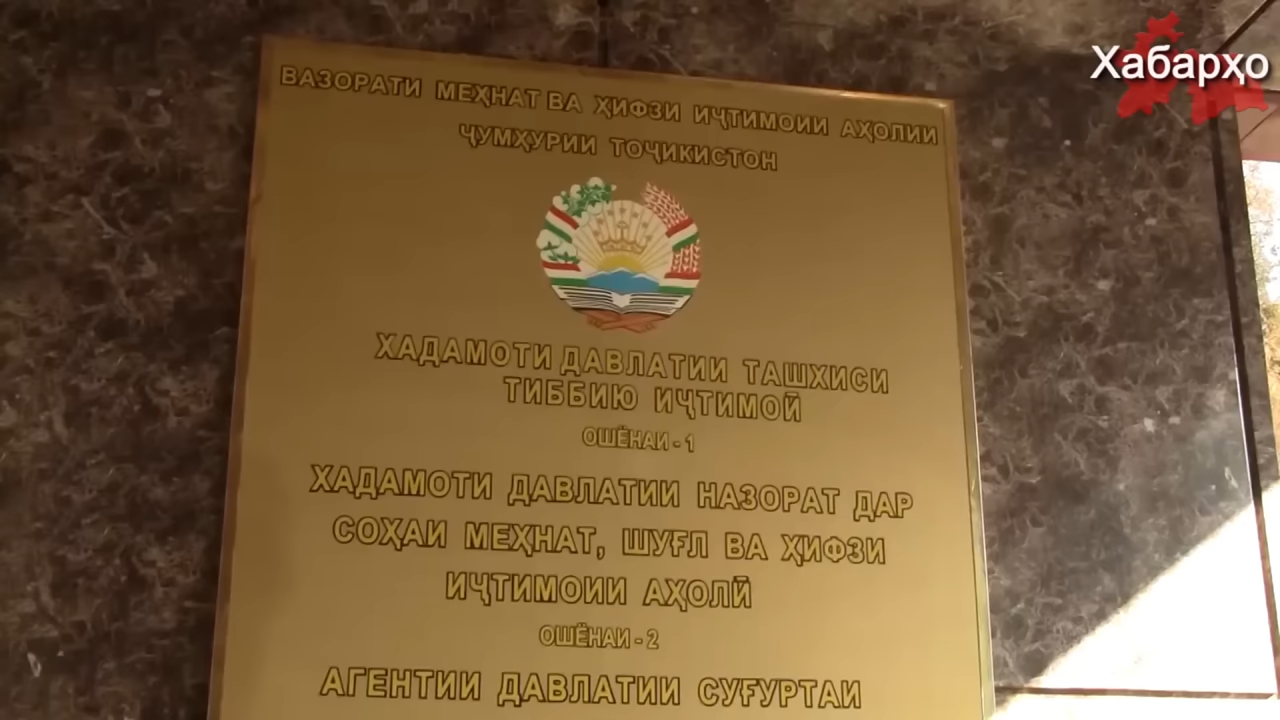 Хабарҳо
ВАЗОРАТИ МЕҲНАТ ВА ҲИФЗИ ИҶТИМОИИ АҲОЛИИ
ҶУМҲУРИИ ТОҶИКИСТОН
ХАДАМОТИ ДАВЛАТИИ ТАШХИСИ
ТИББИЮ ИҶТИМОӢ
ОШЁНАИ - 1
ХАДАМОТИ ДАВЛАТИИ НАЗОРАТ ДАР
СОҲАИ МЕҲНАТ, ШУҒЛ ВА ҲИФЗИ
ИҶТИМОИИ АҲОЛӢ
ОШЁНАИ - 2
АГЕНТИИ ДАВЛАТИИ СУҒУРТАИ